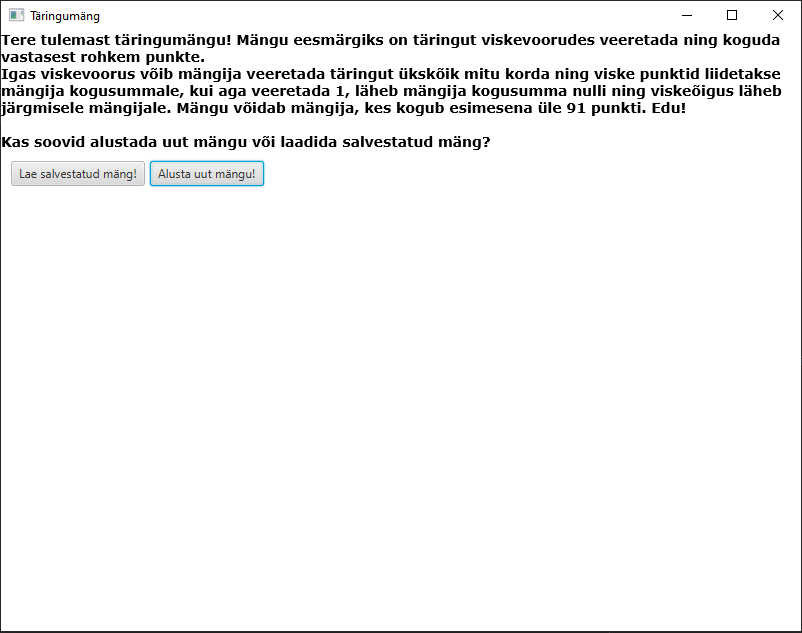 Täringumäng
Tere tulemast täringumängu! Mängu eesmärgiks on täringut viskevoorudes veeretada ning koguda
vastasest rohkem punkte.
Igas viskevoorus võib mängija veeretada täringut ükskõik mitu korda ning viske punktid liidetakse
mängija kogusummale, kui aga veeretada 1, läheb mängija kogusumma nulli ning viskeõigus läheb
järgmisele mängijale. Mängu võidab mängija, kes kogub esimesena üle 91 punkti. Edu!
Kas soovid alustada uut mängu või laadida salvestatud mäng?
Lae salvestatud mäng! Alusta uut mängu!